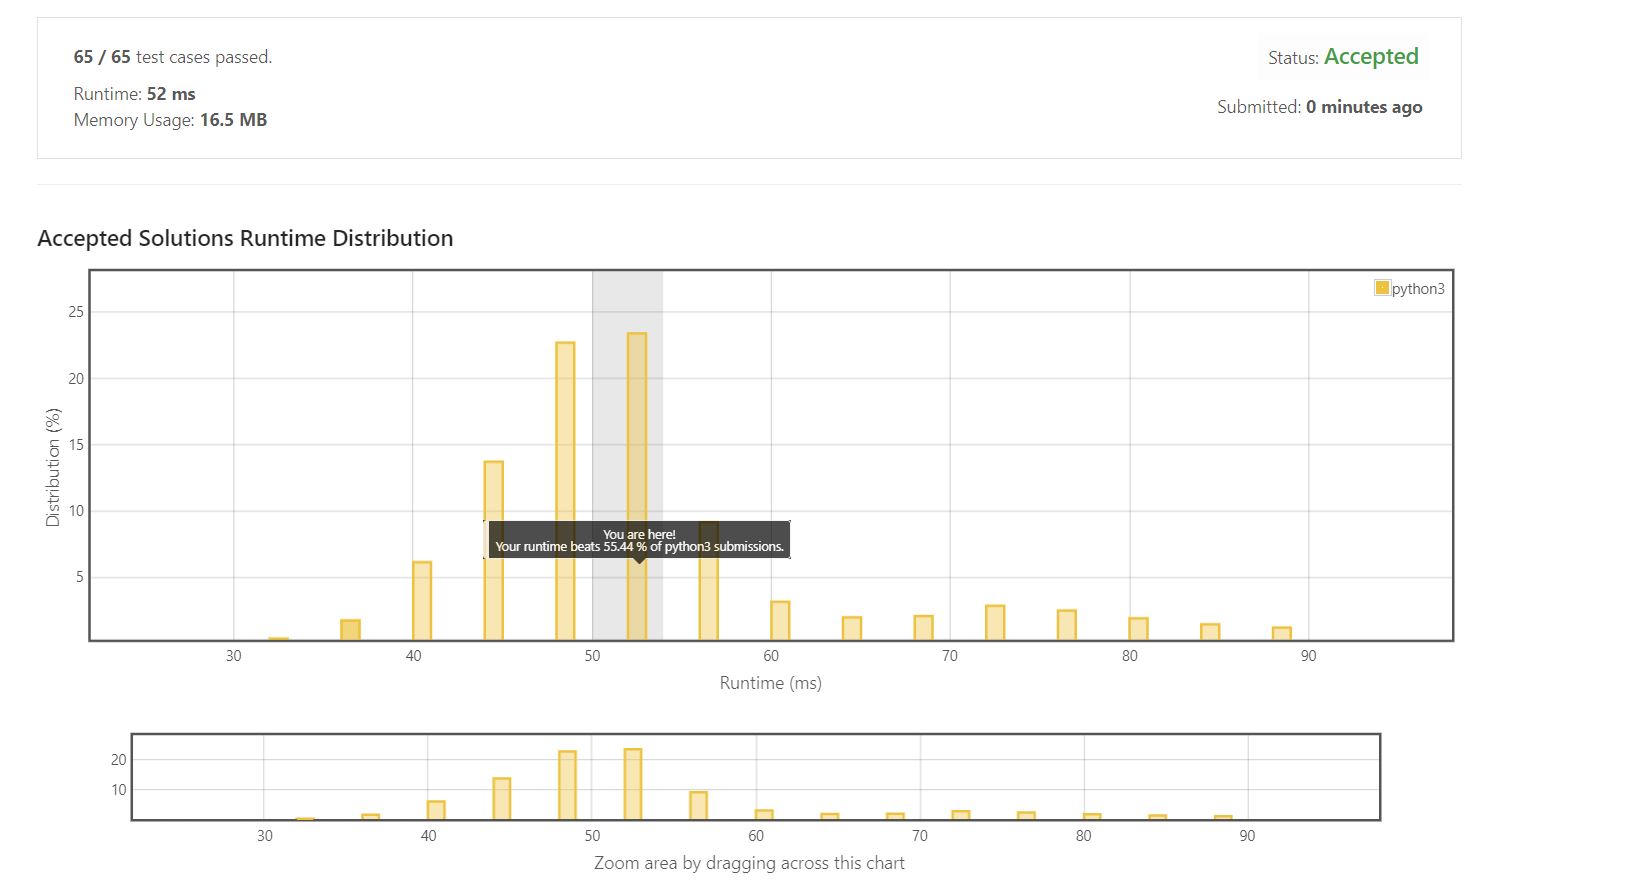 65 / 65 test cases passed.
Status: Accepted
Runtime: 52 ms
Submitted: 0 minutes ago
Memory Usage: 16.5 MB
Accepted Solutions Runtime Distribution
python3
25
20
15
10
5
Distribution (%)
You are here!
Your runtime beats 55.44 % of python3 submissions.
30 40 50 60 70 80 90
Runtime (ms)
20
10
30 40 50 60 70 80 90
Zoom area by dragging across this chart